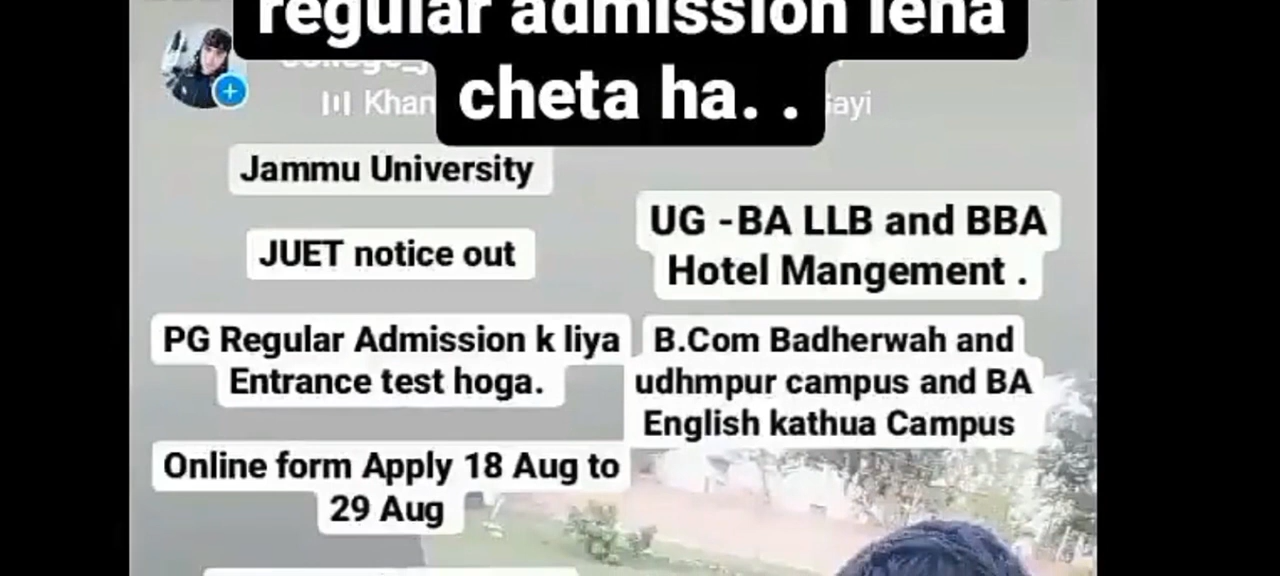 regular admission lena
cheta ha. .
Khan
Jammu University
JUET notice out
PG Regular Admission k liya
Entrance test hoga.
Online form Apply 18 Aug to
29 Aug
UG -BA LLB and BBA
Hotel Mangement .
B.Com Badherwah and
udhmpur campus and BA
English kathua Campus